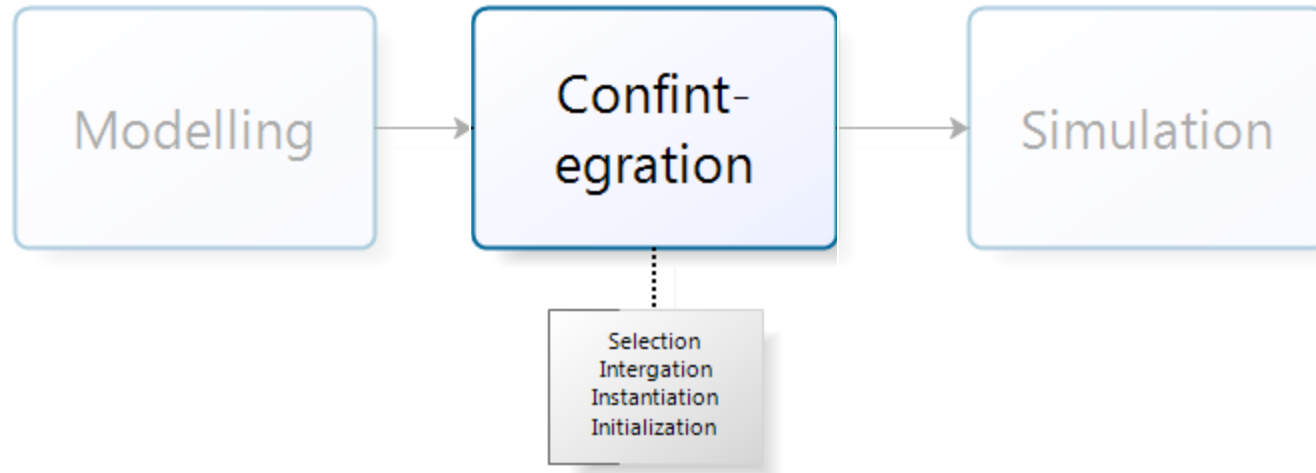 Modelling
Confint-
egration
Simulation
Selection
Intergation
Instantiation
Initialization